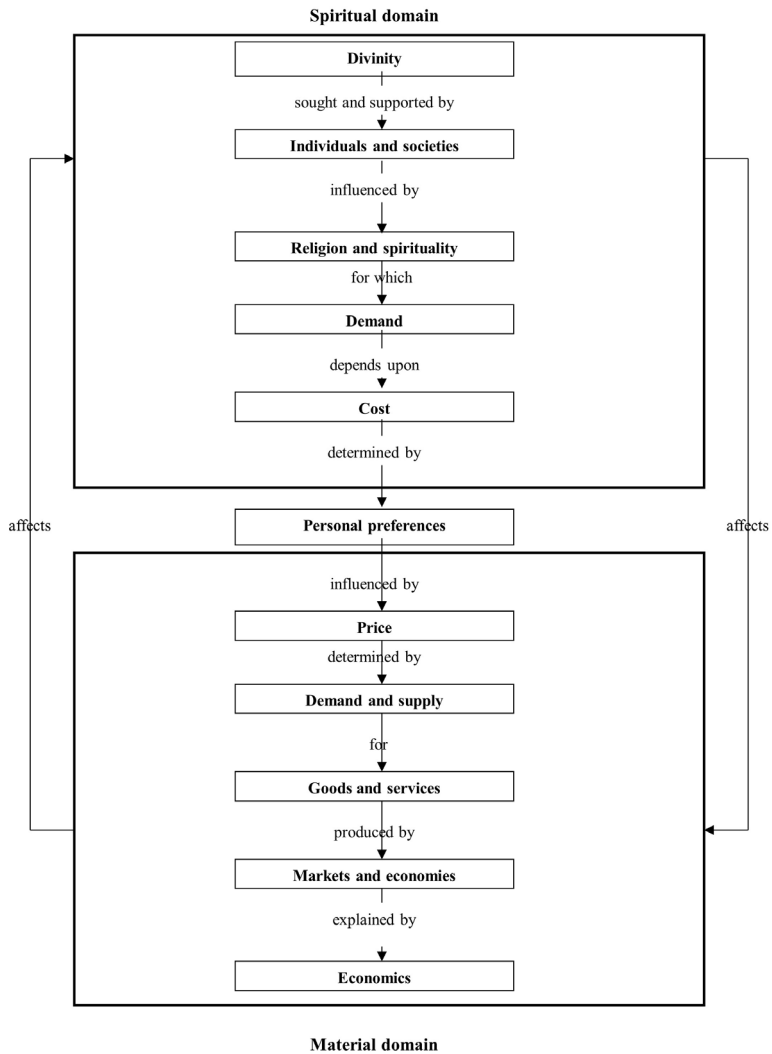 Spiritual domain
Divinity
sought and supported by
Individuals and societies
influenced by
Religion and spirituality
for which
Demand
depends upon
Cost
determined by
Personal preferences
affects
affects
influenced by
Price
determined by
Demand and supply
for
Goods and services
produced by
Markets and economies
explained by
Economics
Material domain